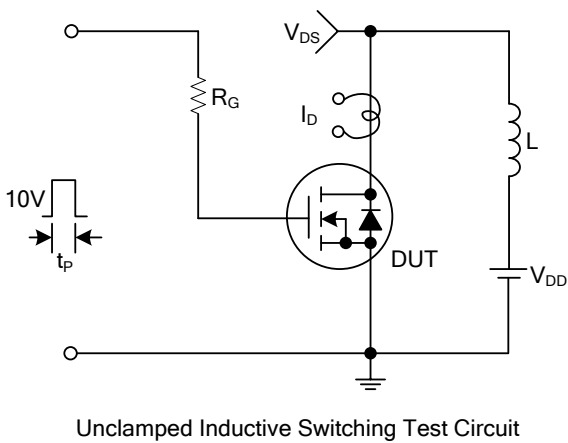 V_DS
R_G
I_D
L
10V
t_P
DUT
V_DD
Unclamped Inductive Switching Test Circuit